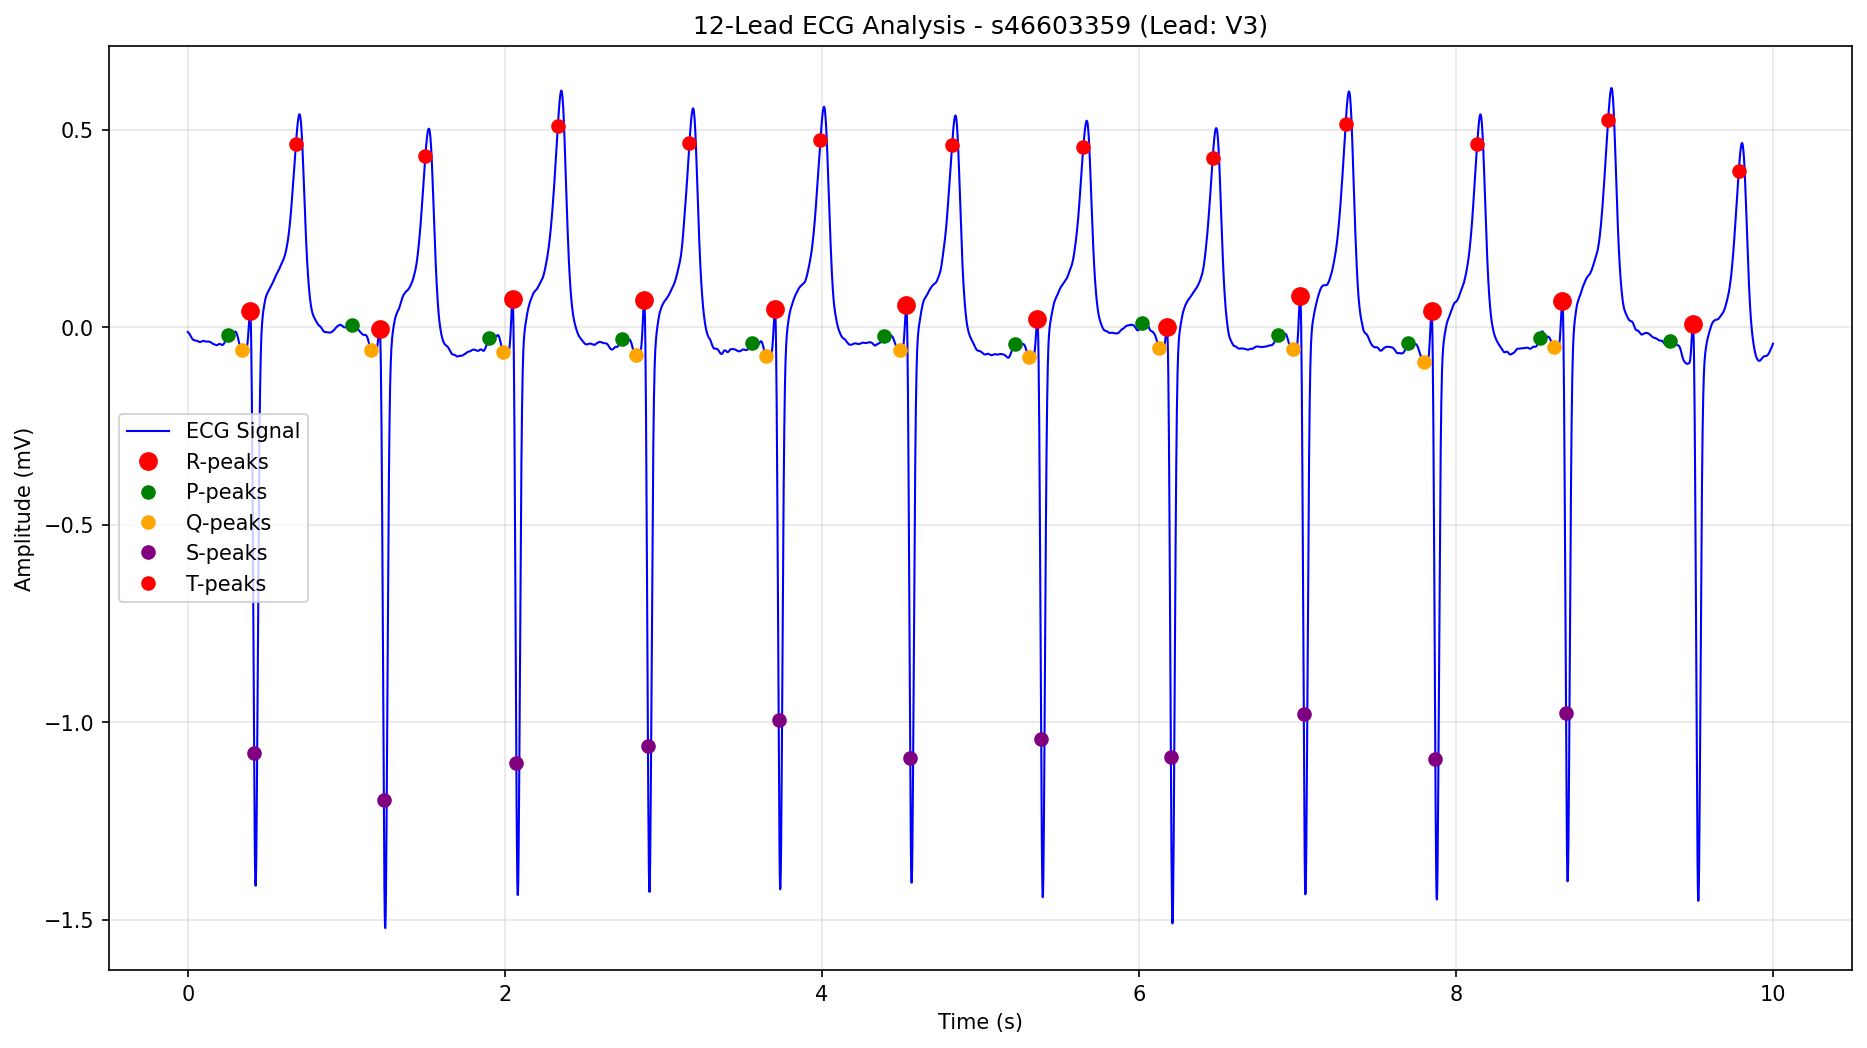 12-Lead ECG Analysis - s46603359 (Lead: V3)
Amplitude (mV)
0.5
0.0
−0.5
−1.0
−1.5
ECG Signal
R-peaks
P-peaks
Q-peaks
S-peaks
T-peaks
0 2 4 6 8 10
Time (s)